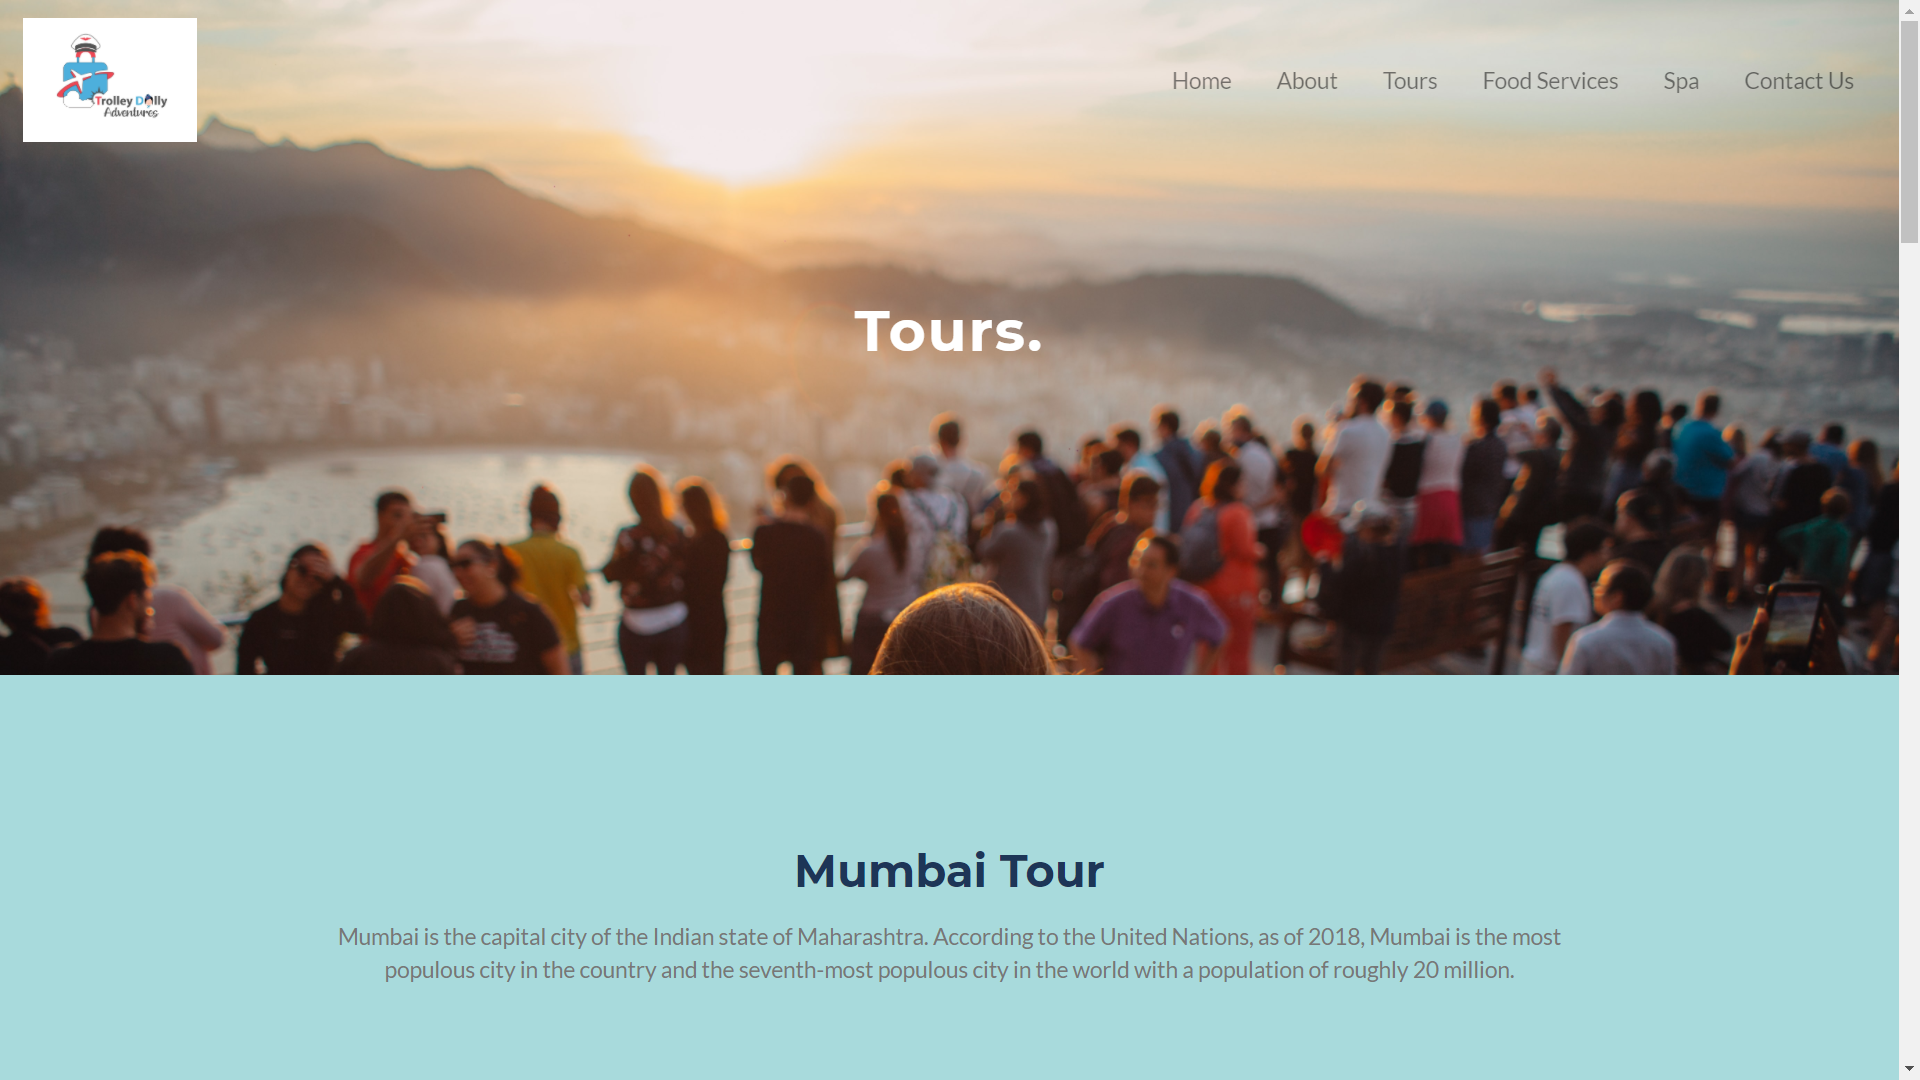 Trolley Dolly
Adventures
Home About Tours Food Services Spa Contact Us
Tours.
Mumbai Tour
Mumbai is the capital city of the Indian state of Maharashtra. According to the United Nations, as of 2018, Mumbai is the most
populous city in the country and the seventh-most populous city in the world with a population of roughly 20 million.